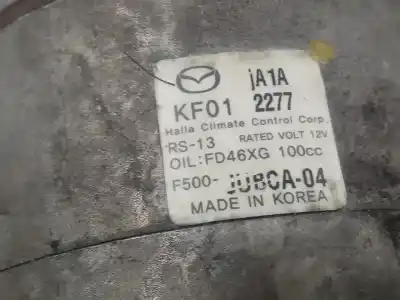 jA1A
KF01 2277
Halla Climate Control Corp.
RS-13 RATED VOLT 12V
OIL:FD46XG 100cc
F500-JUBCA-04
MADE IN KOREA